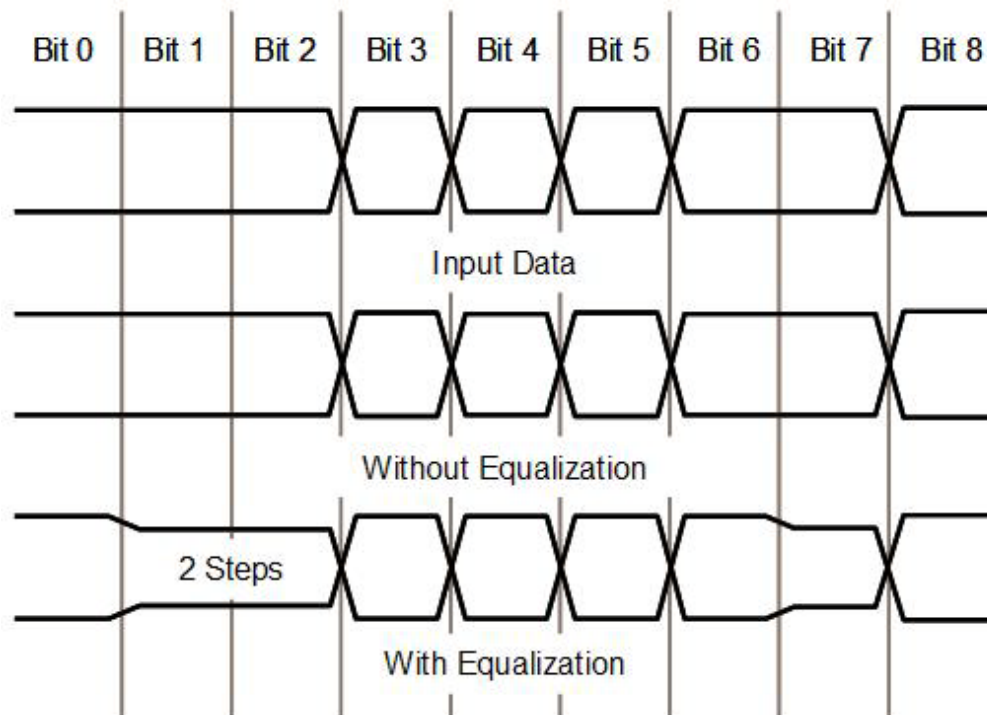 Bit 0 Bit 1 Bit 2 Bit 3 Bit 4 Bit 5 Bit 6 Bit 7 Bit 8
Input Data
Without Equalization
2 Steps
With Equalization